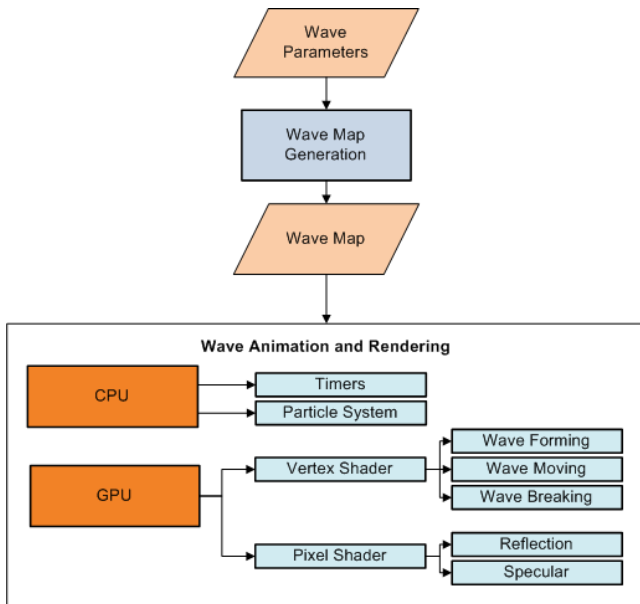 Wave
Parameters
Wave Map
Generation
Wave Map
Wave Animation and Rendering
CPU
Timers
Particle System
GPU
Vertex Shader
Wave Forming
Wave Moving
Wave Breaking
Pixel Shader
Reflection
Specular